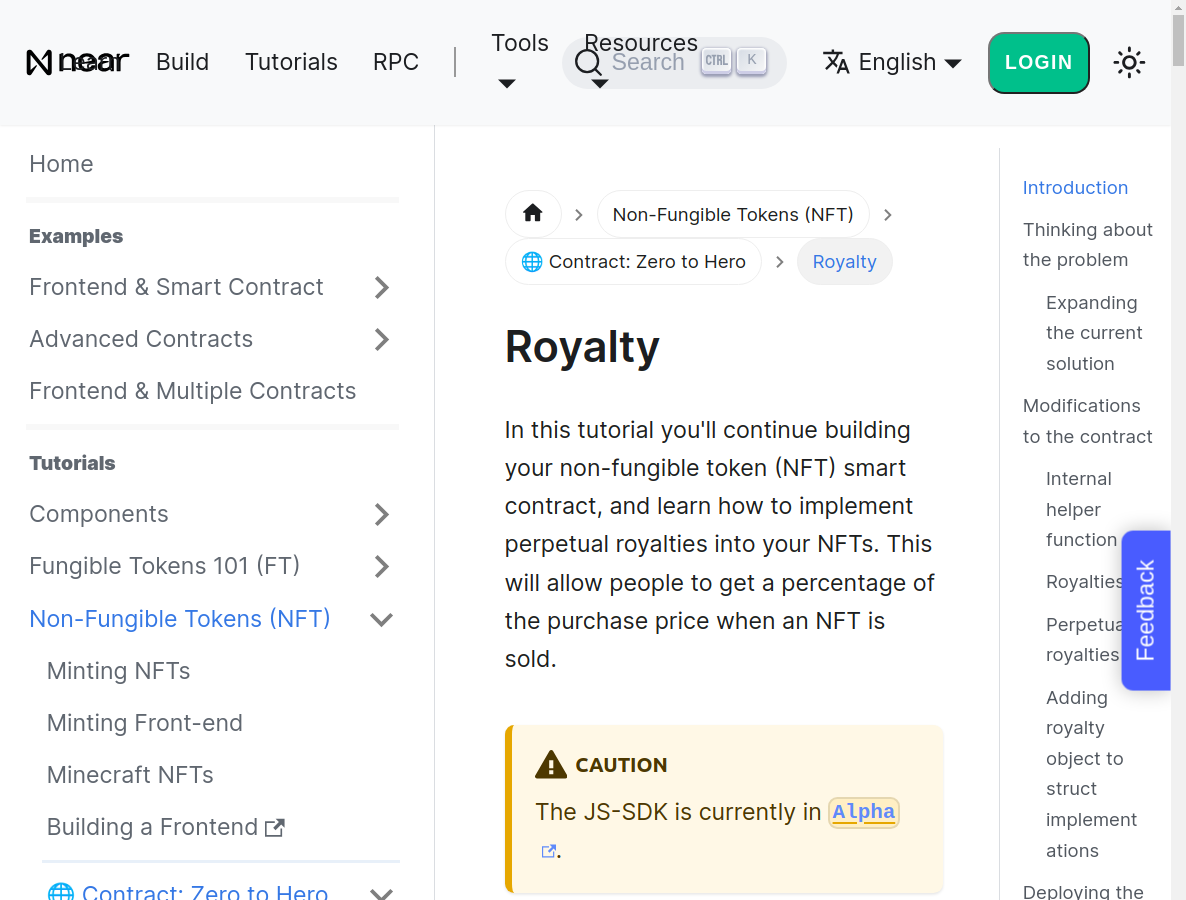 near
Learn
Build
Tutorials
RPC
Tools
Resources
Search
CTRL
K
English
LOGIN
Home
Examples
Frontend & Smart Contract
Advanced Contracts
Frontend & Multiple Contracts
Tutorials
Components
Fungible Tokens 101 (FT)
Non-Fungible Tokens (NFT)
Minting NFTs
Minting Front-end
Minecraft NFTs
Building a Frontend
Contract: Zero to Hero
Non-Fungible Tokens (NFT)
Contract: Zero to Hero
Royalty
Royalty
In this tutorial you'll continue building
your non-fungible token (NFT) smart
contract, and learn how to implement
perpetual royalties into your NFTs. This
will allow people to get a percentage of
the purchase price when an NFT is
sold.
CAUTION
The JS-SDK is currently in Alpha
.
Introduction
Thinking about
the problem
Expanding
the current
solution
Modifications
to the contract
Internal
helper
function
Royalties
Perpetual
royalties
Adding
royalty
object to
struct
implement
ations
Deploying the
Feedback